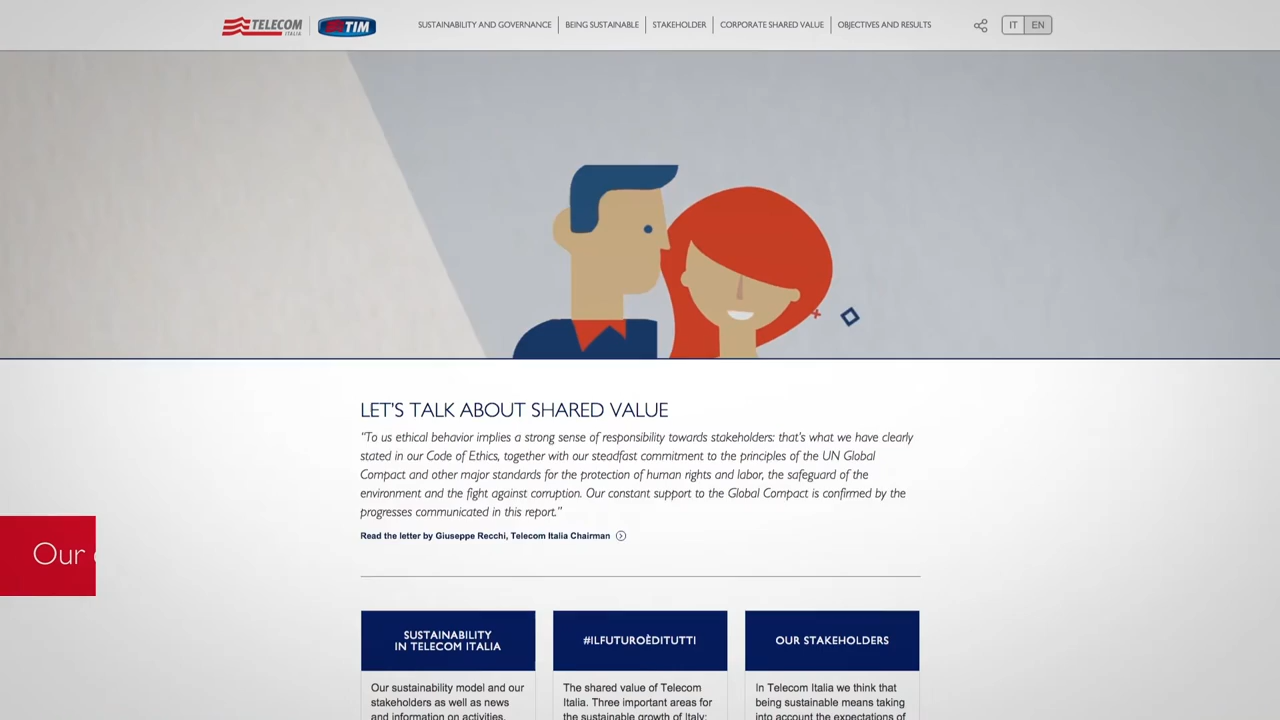 TELECOM
ITALIA
TIM
SUSTAINABILITY AND GOVERNANCE
BEING SUSTAINABLE
STAKEHOLDER
CORPORATE SHARED VALUE
OBJECTIVES AND RESULTS
IT
EN
LET'S TALK ABOUT SHARED VALUE
"To us ethical behavior implies a strong sense of responsibility towards stakeholders: that's what we have clearly
stated in our Code of Ethics, together with our steadfast commitment to the principles of the UN Global
Compact and other major standards for the protection of human rights and labor, the safeguard of the
environment and the fight against corruption. Our constant support to the Global Compact is confirmed by the
progresses communicated in this report."
Read the letter by Giuseppe Recchi, Telecom Italia Chairman
Our
SUSTAINABILITY
IN TELECOM ITALIA
Our sustainability model and our
stakeholders as well as news
and information on activities,
#ILFUTUROÈDITUTTI
The shared value of Telecom
Italia. Three important areas for
the sustainable growth of Italy:
OUR STAKEHOLDERS
In Telecom Italia we think that
being sustainable means taking
into account the expectations of